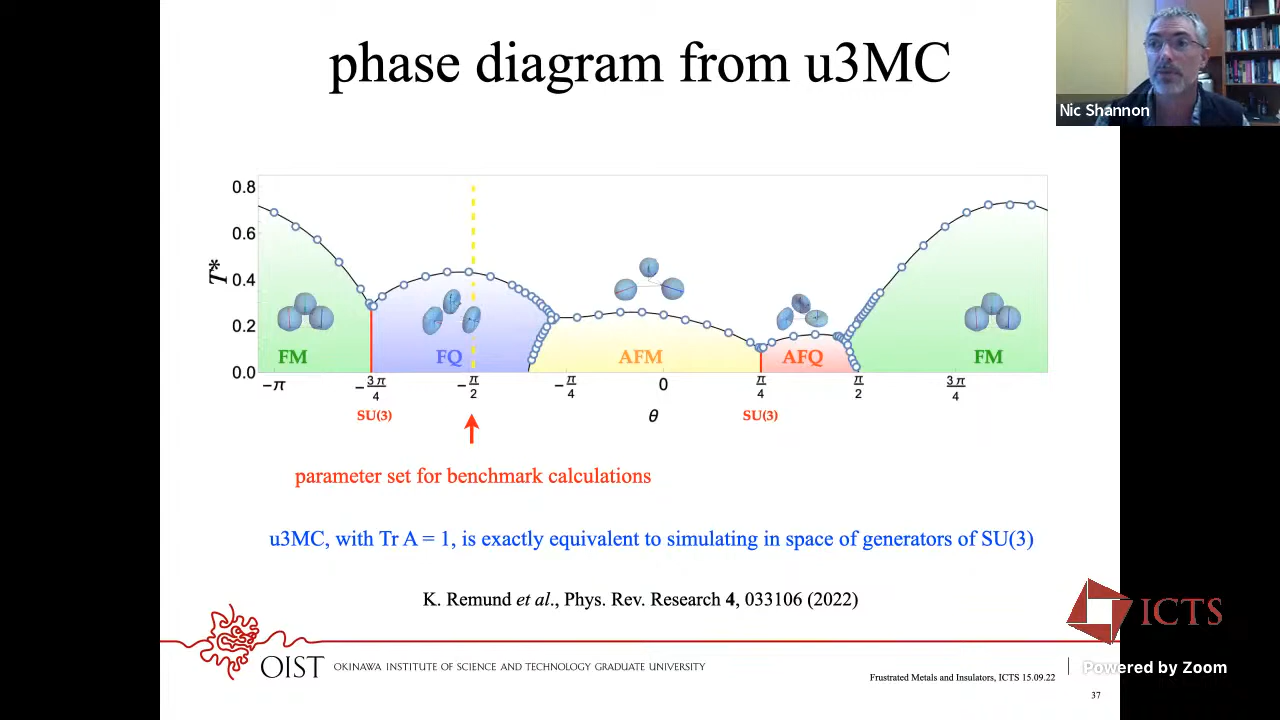 phase diagram from u3MC
Nic Shannon
0.8
0.6
0.4
0.2
0.0
T*
FM
FQ
AFM
AFQ
FM
−π
−3π/4
−π/2
−π/4
0
π/4
π/2
3π/4
SU(3)
θ
SU(3)
parameter set for benchmark calculations
u3MC, with Tr A = 1, is exactly equivalent to simulating in space of generators of SU(3)
K. Remund et al., Phys. Rev. Research 4, 033106 (2022)
ICTS
OIST OKINAWA INSTITUTE OF SCIENCE AND TECHNOLOGY GRADUATE UNIVERSITY
Powered by Zoom
Frustrated Metals and Insulators, ICTS 15.09.22
37